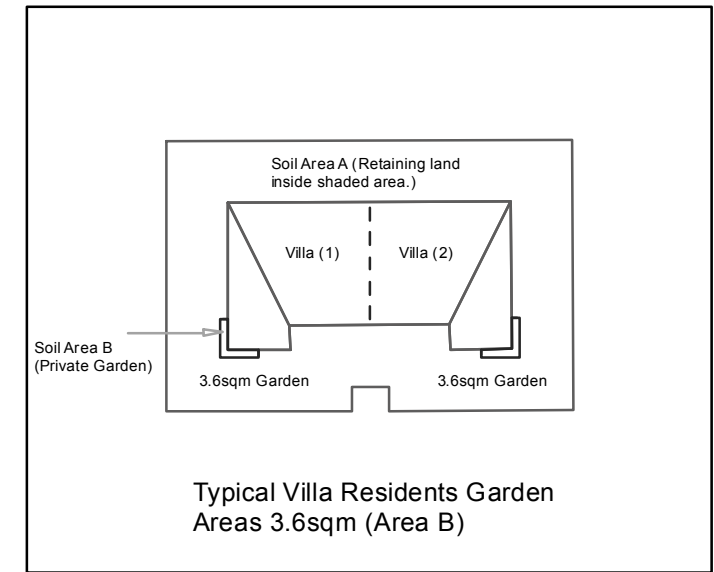 Soil Area A (Retaining land
inside shaded area.)
Villa (1)
Villa (2)
Soil Area B
(Private Garden)
3.6sqm Garden
3.6sqm Garden
Typical Villa Residents Garden
Areas 3.6sqm (Area B)